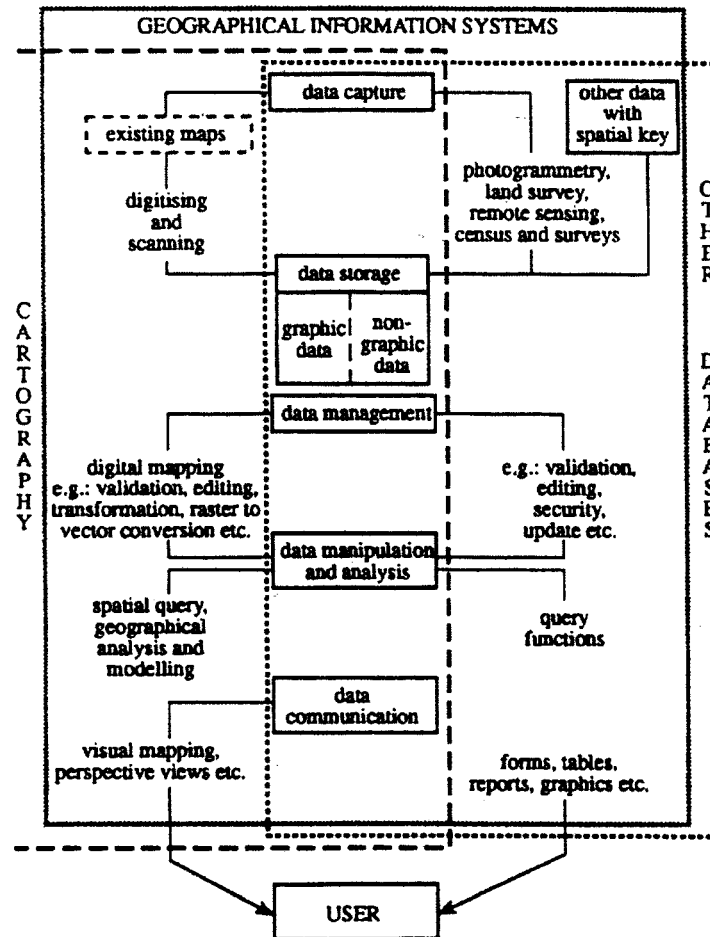 GEOGRAPHICAL INFORMATION SYSTEMS
data capture
other data
with
spatial key
existing maps
photogrammetry,
land survey,
remote sensing,
census and surveys
digitising
and
scanning
OTHER DATABASES
data storage
graphic
data
non-
graphic
data
CARTOGRAPHY
data management
digital mapping
e.g.: validation, editing,
transformation, raster to
vector conversion etc.
e.g.: validation,
editing,
security,
update etc.
data manipulation
and analysis
spatial query,
geographical
analysis and
modelling
query
functions
data
communication
visual mapping,
perspective views etc.
forms, tables,
reports, graphics etc.
USER